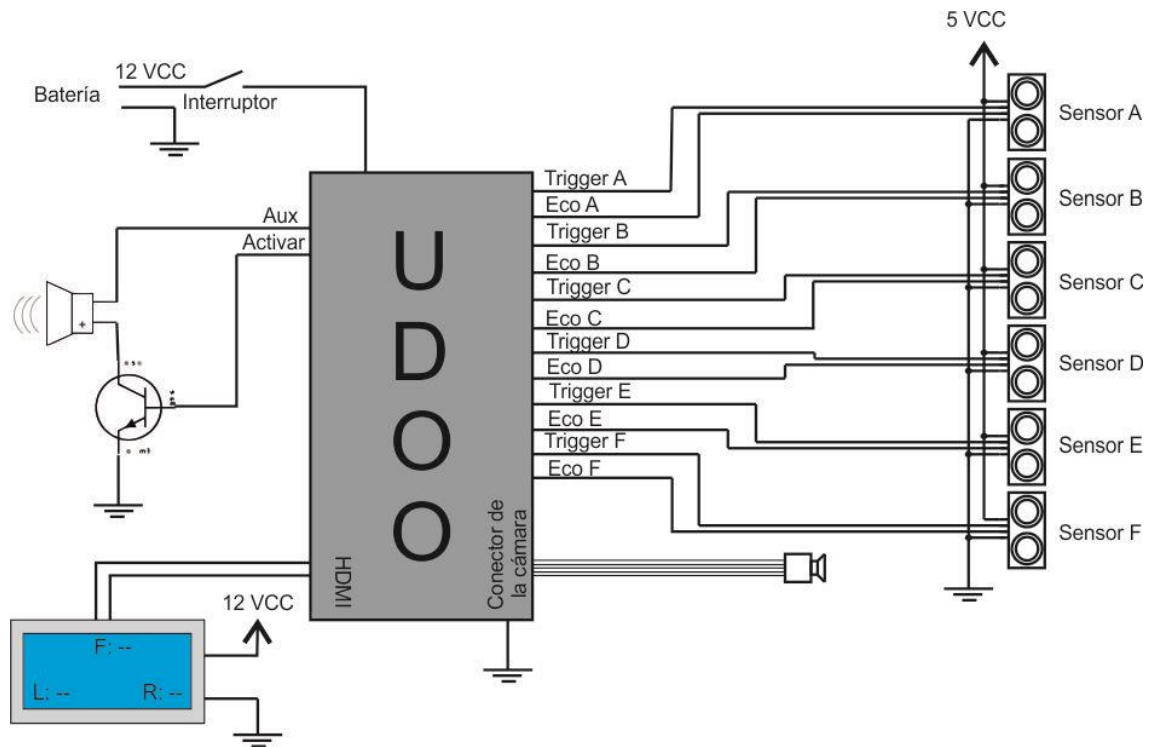 5 VCC
12 VCC
Batería
Interruptor
Sensor A
Trigger A
Eco A
Sensor B
Aux
Trigger B
Activar
Eco B
Sensor C
Trigger C
Eco C
Trigger D
Sensor D
Eco D
Trigger E
Eco E
Sensor E
Trigger F
Eco F
Sensor F
UDOO
HDMI
Conector de
la cámara
12 VCC
F: --
L: -- R: --